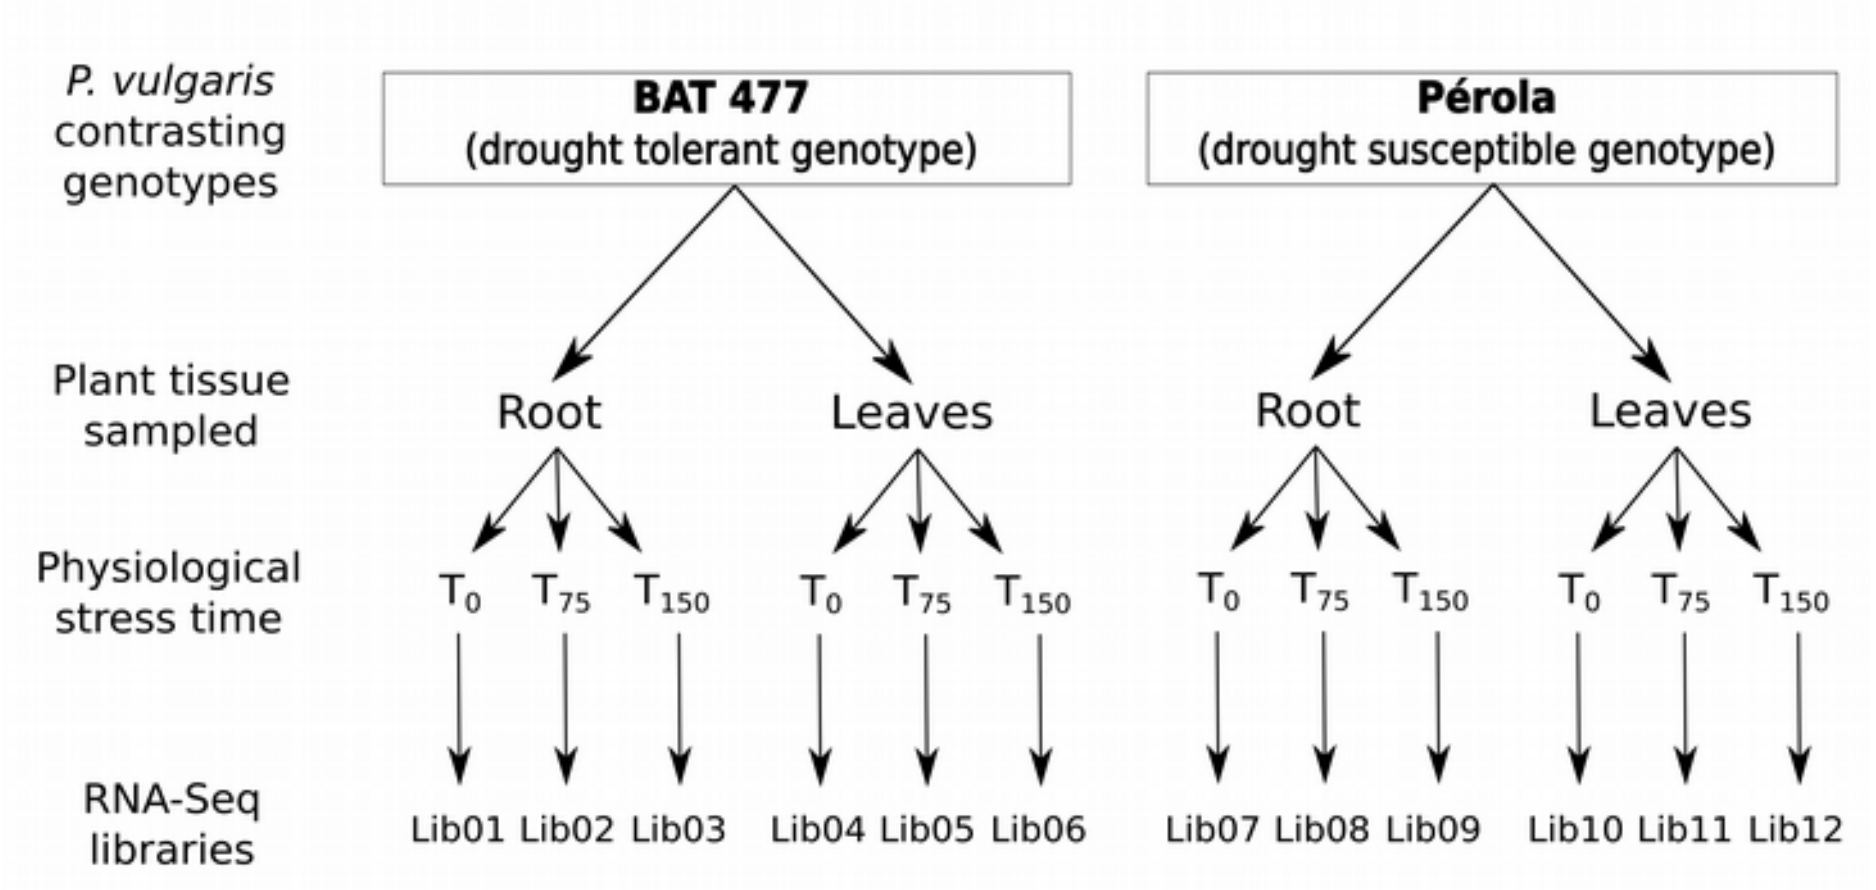 P. vulgaris
contrasting
genotypes
BAT 477
(drought tolerant genotype)
Pérola
(drought susceptible genotype)
Plant tissue
sampled
Root
Leaves
Root
Leaves
Physiological
stress time
T0 T75 T150 T0 T75 T150 T0 T75 T150 T0 T75 T150
RNA-Seq
libraries
Lib01 Lib02 Lib03 Lib04 Lib05 Lib06 Lib07 Lib08 Lib09 Lib10 Lib11 Lib12